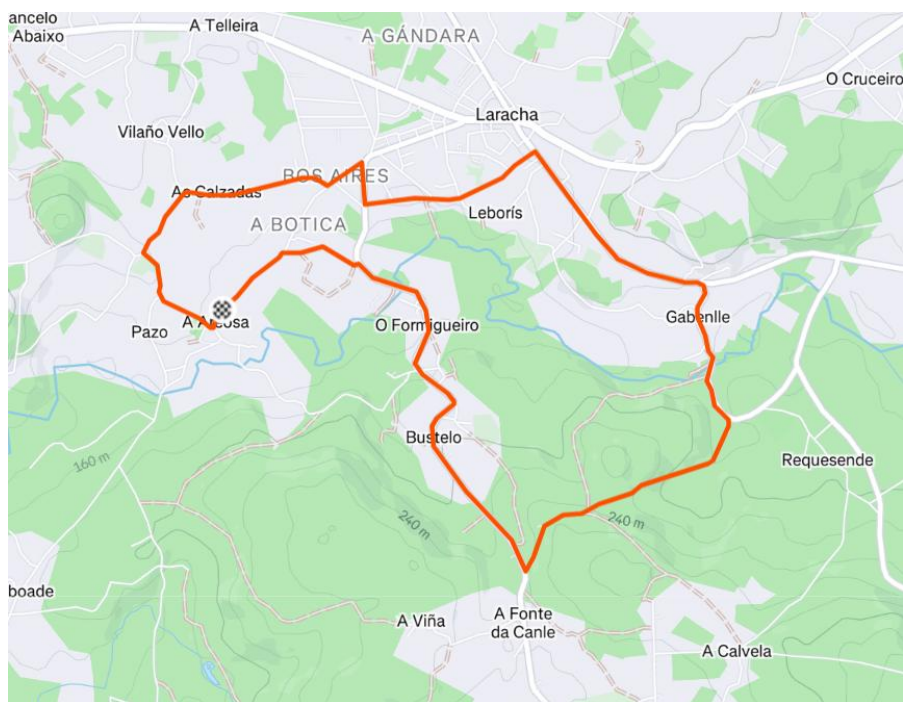 ancelo
Abaixo
A Telleira
A GÁNDARA
O Cruceiro
Laracha
Vilaño Vello
BOS AIRES
As Calzadas
Leborís
A BOTICA
Pazo
A Areosa
O Formigueiro
Gabenlle
Bustelo
Requesende
160 m
240 m
240 m
boade
A Viña
A Fonte
da Canle
A Calvela